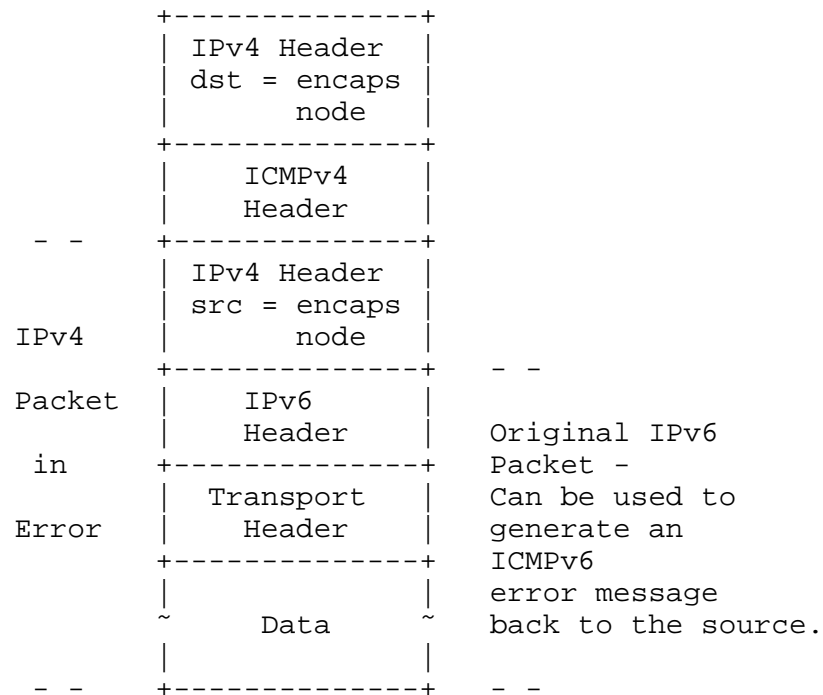 +--------------+
             | IPv4 Header  |
             | dst = encaps |
             |       node   |
             +--------------+
             |    ICMPv4    |
             |    Header    |
      - -    +--------------+
             | IPv4 Header  |
             | src = encaps |
     IPv4    |       node   |
             +--------------+   - -
     Packet  |    IPv6      |
             |    Header    |   Original IPv6
      in     +--------------+   Packet -
             |  Transport   |   Can be used to
     Error   |    Header    |   generate an
             +--------------+   ICMPv6
             |              |   error message
             ~     Data     ~   back to the source.
             |              |
      - -    +--------------+   - -